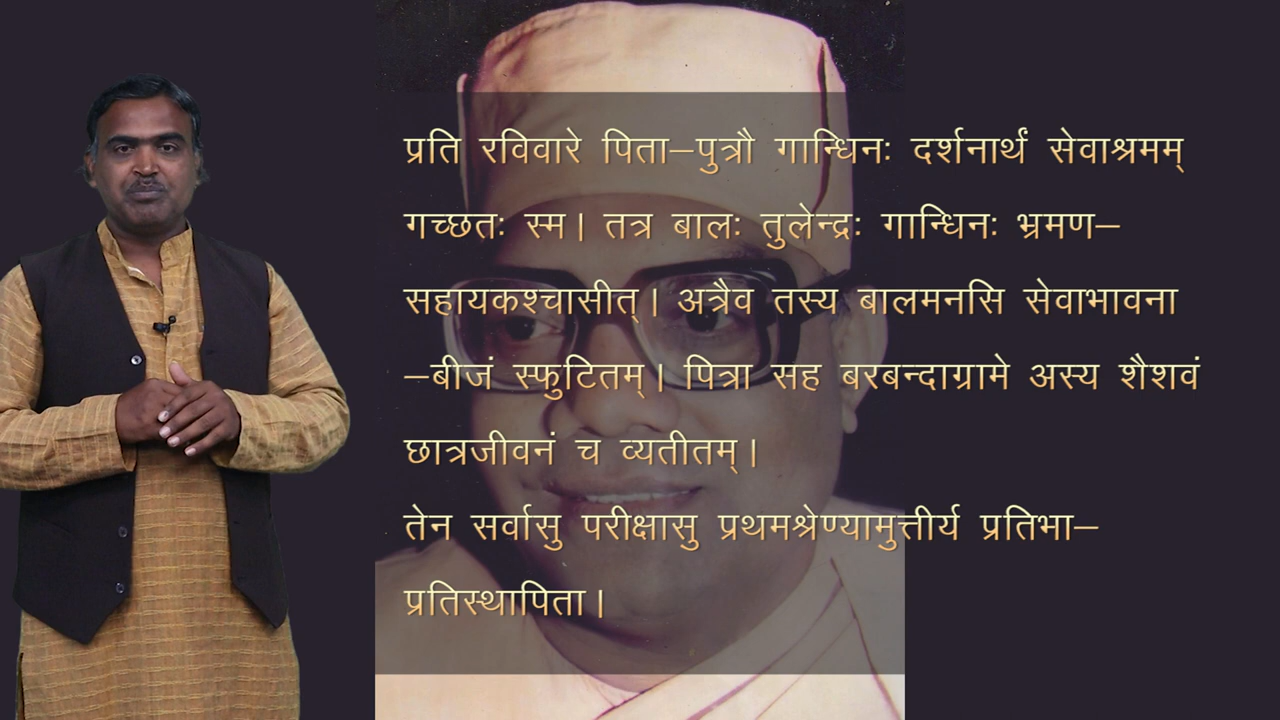 प्रति रविवारे पिता–पुत्रौ गान्धिनः दर्शनार्थं सेवाश्रमम्
गच्छतः स्म। तत्र बालः तुलेन्द्रः गान्धिनः भ्रमण–
सहायकश्चासीत्। अत्रैव तस्य बालमनसि सेवाभावना
–बीजं स्फुटितम्। पित्रा सह बरबन्दाग्रामे अस्य शैशवं
छात्रजीवनं च व्यतीतम्।
तेन सर्वासु परीक्षासु प्रथमश्रेण्यामुत्तीर्य प्रतिभा–
प्रतिस्थापिता।